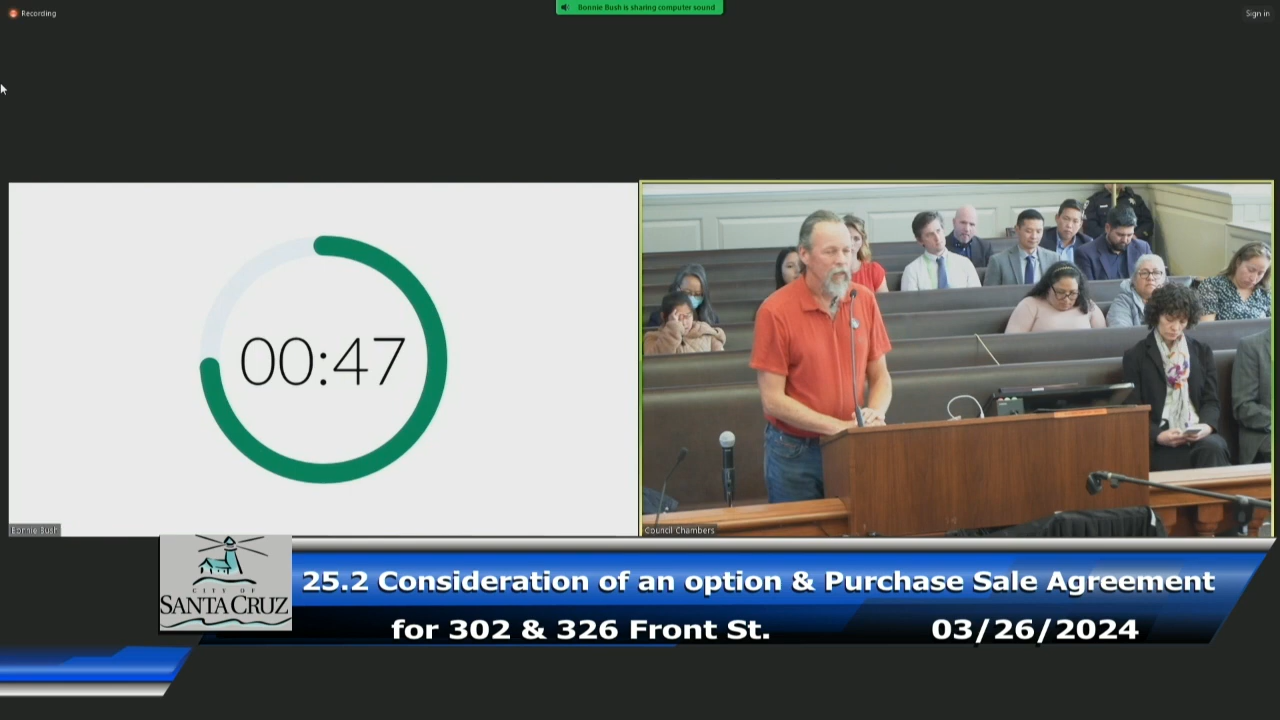 Recording
Bonnie Bush is sharing computer sound
Sign in
00:47
Bonnie Bush
Council Chambers
CITY OF
SANTA CRUZ
25.2 Consideration of an option & Purchase Sale Agreement
for 302 & 326 Front St.
03/26/2024